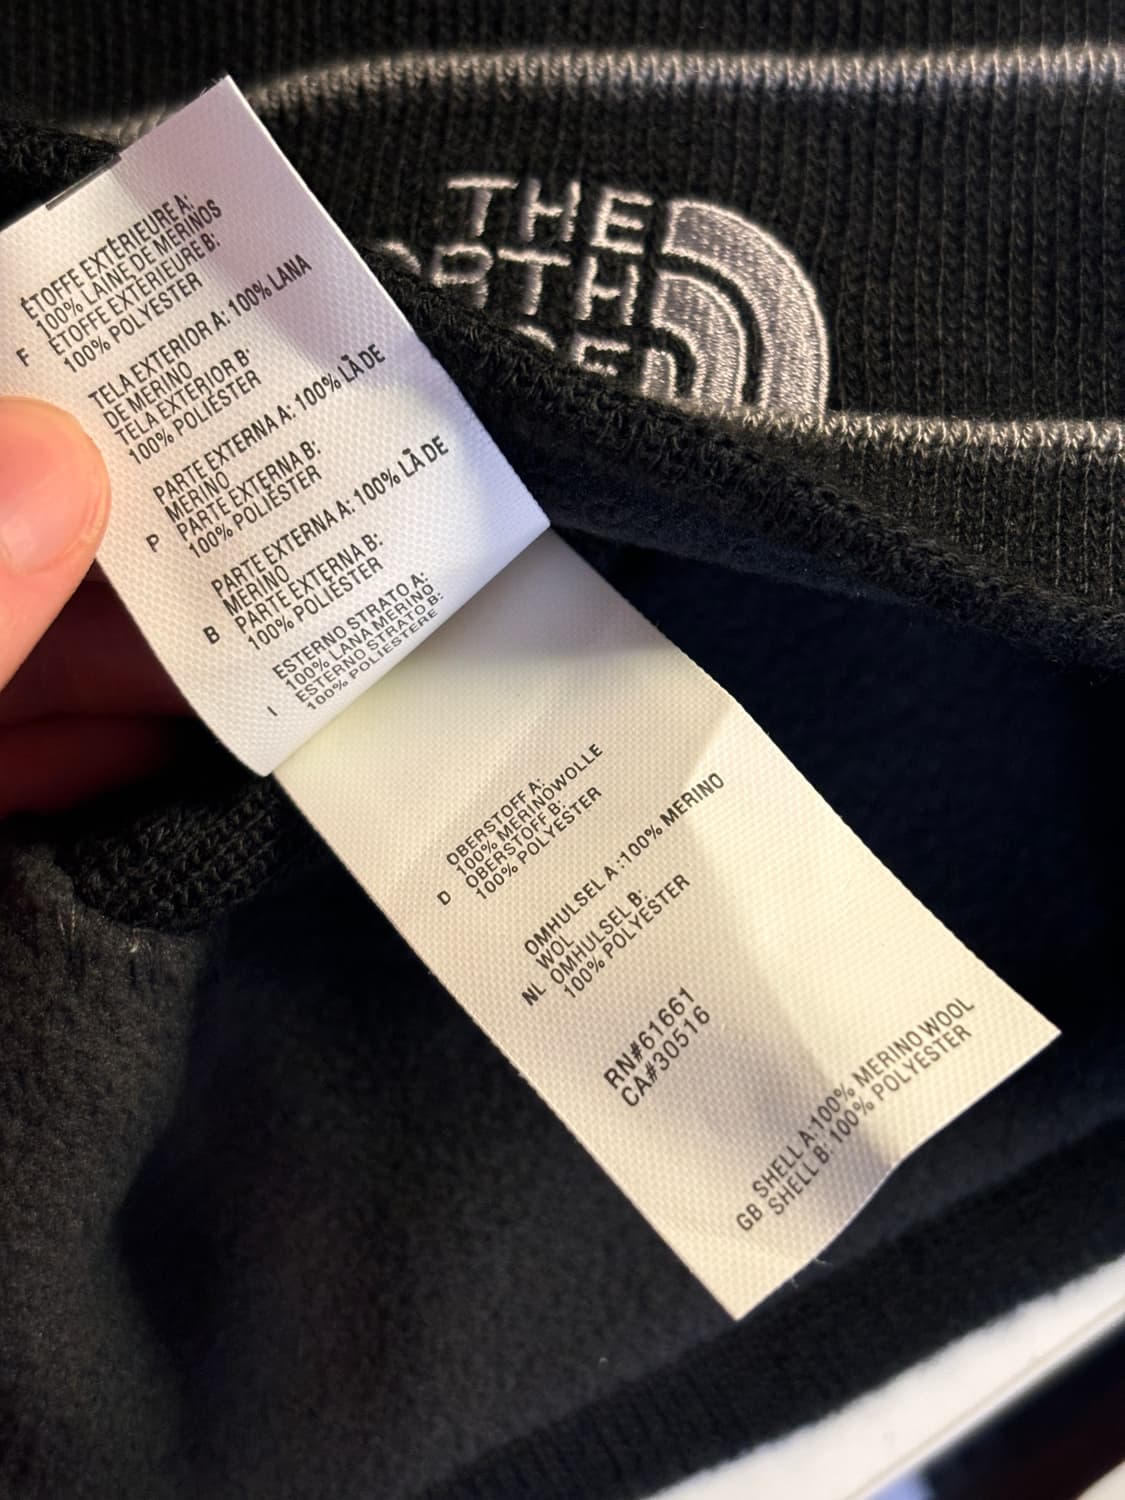 ÉTOFFE EXTÉRIEURE A:
100% LAINE DE MERINOS
ÉTOFFE EXTÉRIEURE B:
F 100% POLYESTER
TELA EXTERIOR A: 100% LANA
DE MERINO
TELA EXTERIOR B:
100% POLIÉSTER
PARTE EXTERNA A: 100% LÃ DE
MERINO
PARTE EXTERNA B:
P 100% POLIÉSTER
PARTE EXTERNA A: 100% LÃ DE
MERINO
PARTE EXTERNA B:
B 100% POLIÉSTER
ESTERNO STRATO A:
100% LANA MERINO
ESTERNO STRATO B:
I 100% POLIESTERE
OBERSTOFF A:
100% MERINOWOLLE
OBERSTOFF B:
D 100% POLYESTER
OMHULSEL A :100% MERINO
WOL
OMHULSEL B:
NL 100% POLYESTER
RN#61661
CA#30516
SHELL A:100% MERINO WOOL
GB SHELL B: 100% POLYESTER
THE